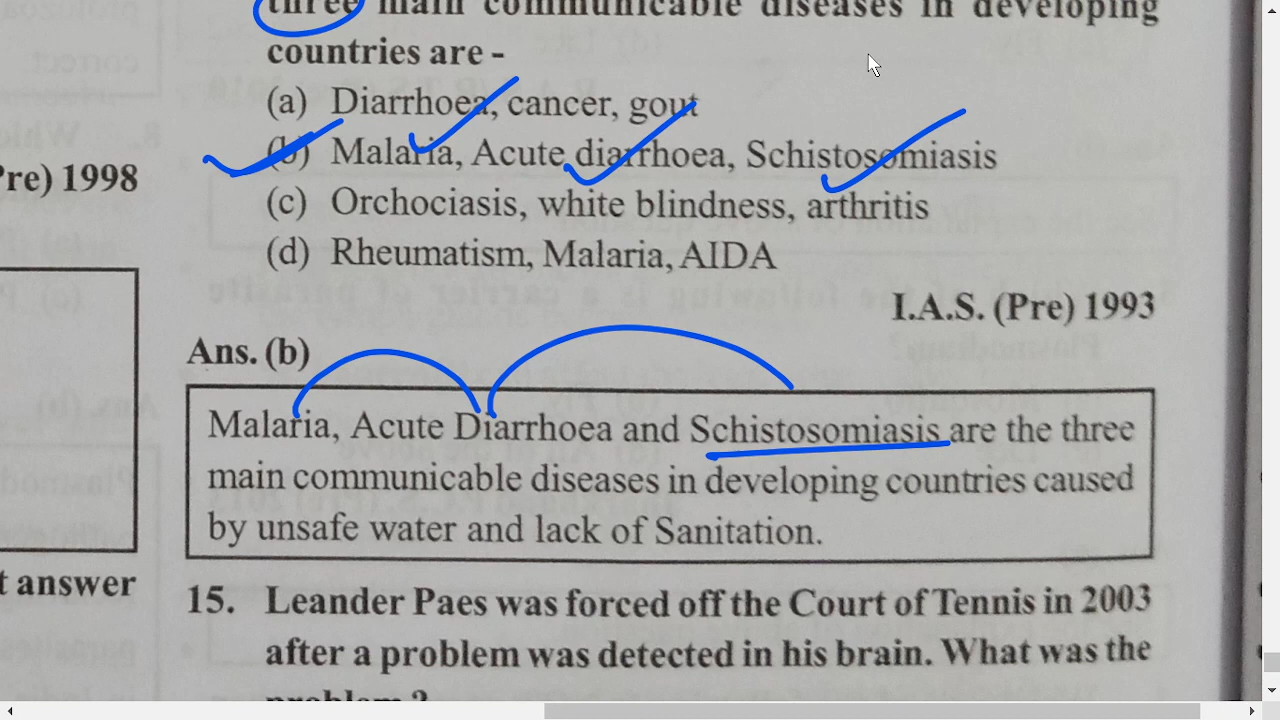 three main communicable diseases in developing
countries are -
(a) Diarrhoea, cancer, gout
(b) Malaria, Acute diarrhoea, Schistosomiasis
(c) Orchociasis, white blindness, arthritis
(d) Rheumatism, Malaria, AIDA
re) 1998
I.A.S. (Pre) 1993
Ans. (b)
Malaria, Acute Diarrhoea and Schistosomiasis are the three
main communicable diseases in developing countries caused
by unsafe water and lack of Sanitation.
t answer
15. Leander Paes was forced off the Court of Tennis in 2003
after a problem was detected in his brain. What was the
problem ?